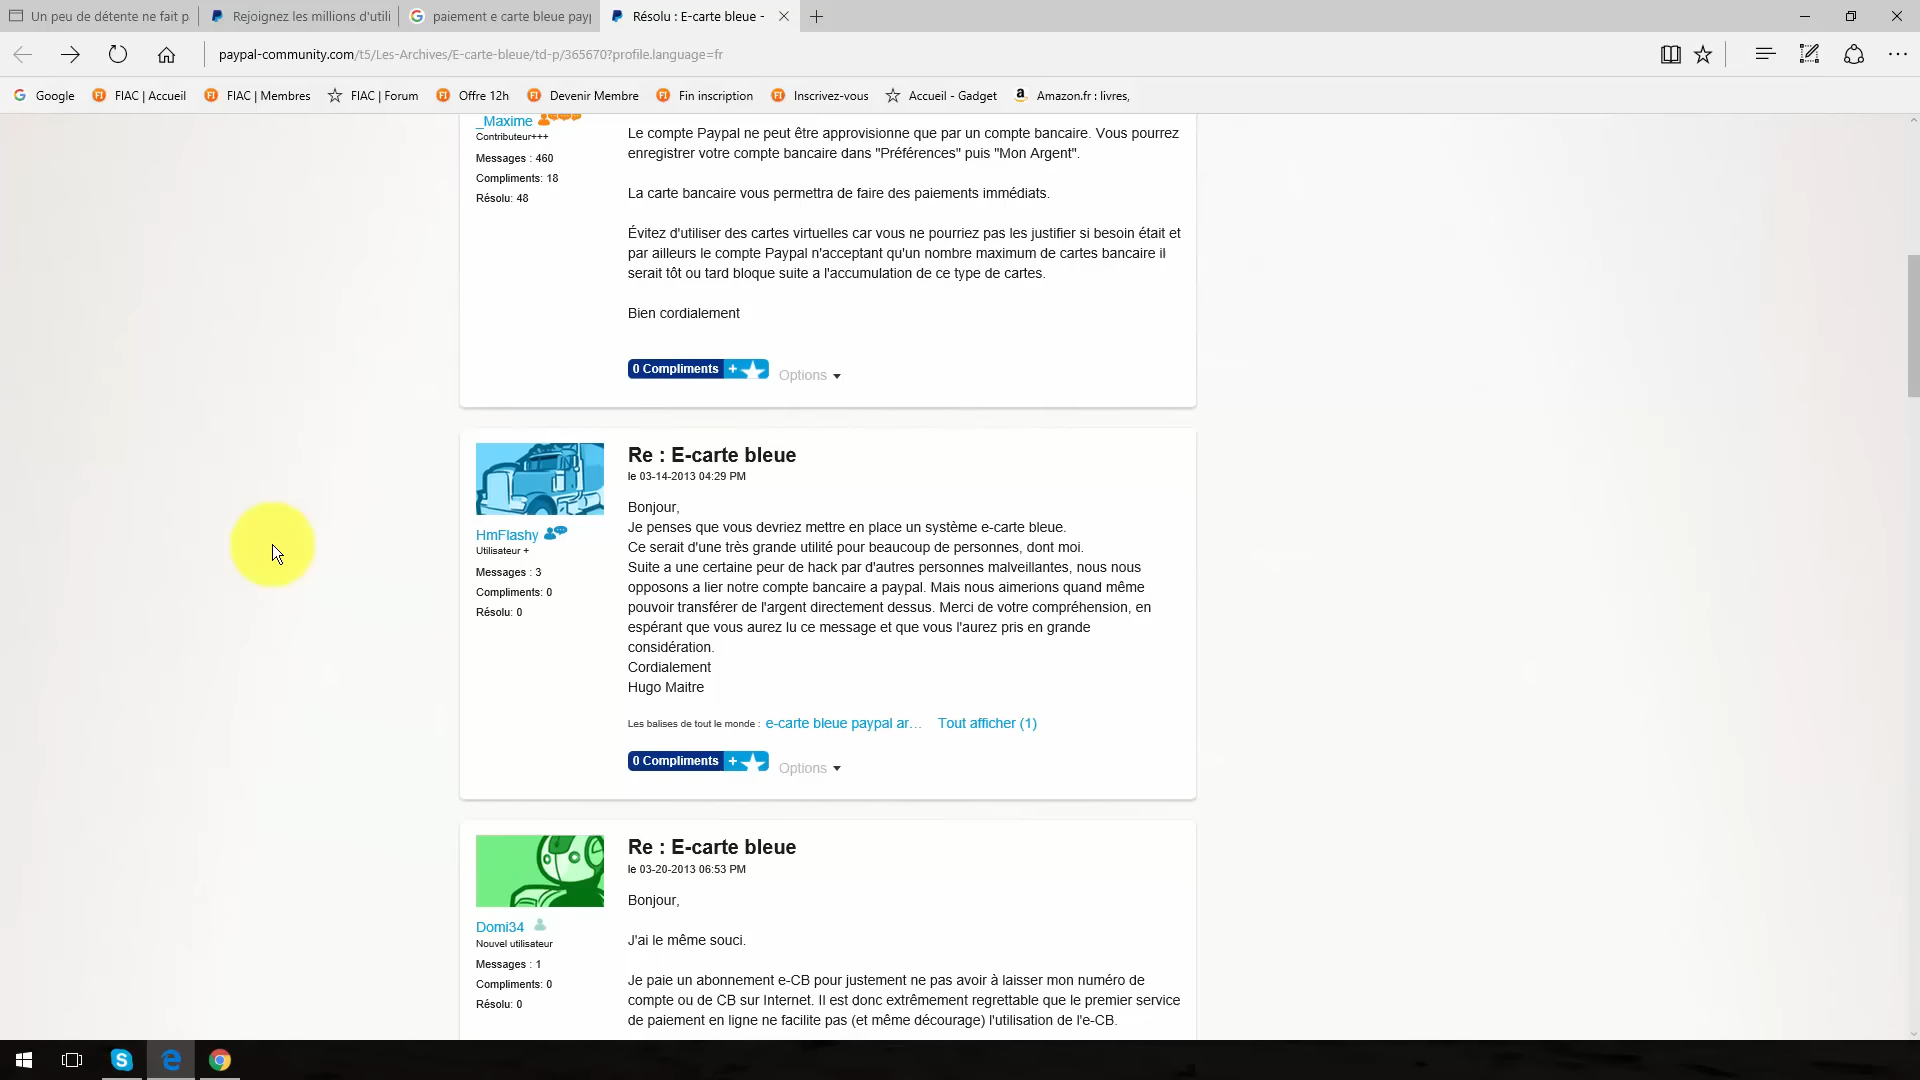 Un peu de détente ne fait p
Rejoignez les millions d'utili
paiement e carte bleue payp
Résolu : E-carte bleue -
paypal-community.com/t5/Les-Archives/E-carte-bleue/td-p/365670?profile.language=fr
Google
FIAC | Accueil
FIAC | Membres
FIAC | Forum
Offre 12h
Devenir Membre
Fin inscription
Inscrivez-vous
Accueil - Gadget
Amazon.fr : livres,
_Maxime
Contributeur+++
Messages : 460
Compliments: 18
Résolu: 48
Le compte Paypal ne peut être approvisionne que par un compte bancaire. Vous pourrez
enregistrer votre compte bancaire dans "Préférences" puis "Mon Argent".
La carte bancaire vous permettra de faire des paiements immédiats.
Évitez d'utiliser des cartes virtuelles car vous ne pourriez pas les justifier si besoin était et
par ailleurs le compte Paypal n'acceptant qu'un nombre maximum de cartes bancaire il
serait tôt ou tard bloque suite a l'accumulation de ce type de cartes.
Bien cordialement
0 Compliments +
Options
HmFlashy
Utilisateur +
Messages : 3
Compliments: 0
Résolu: 0
Re : E-carte bleue
le 03-14-2013 04:29 PM
Bonjour,
Je penses que vous devriez mettre en place un système e-carte bleue.
Ce serait d'une très grande utilité pour beaucoup de personnes, dont moi.
Suite a une certaine peur de hack par d'autres personnes malveillantes, nous nous
opposons a lier notre compte bancaire a paypal. Mais nous aimerions quand même
pouvoir transférer de l'argent directement dessus. Merci de votre compréhension, en
espérant que vous aurez lu ce message et que vous l'aurez pris en grande
considération.
Cordialement
Hugo Maitre
Les balises de tout le monde : e-carte bleue paypal ar... Tout afficher (1)
0 Compliments +
Options
Domi34
Nouvel utilisateur
Messages : 1
Compliments: 0
Résolu: 0
Re : E-carte bleue
le 03-20-2013 06:53 PM
Bonjour,
J'ai le même souci.
Je paie un abonnement e-CB pour justement ne pas avoir à laisser mon numéro de
compte ou de CB sur Internet. Il est donc extrêmement regrettable que le premier service
de paiement en ligne ne facilite pas (et même décourage) l'utilisation de l'e-CB.